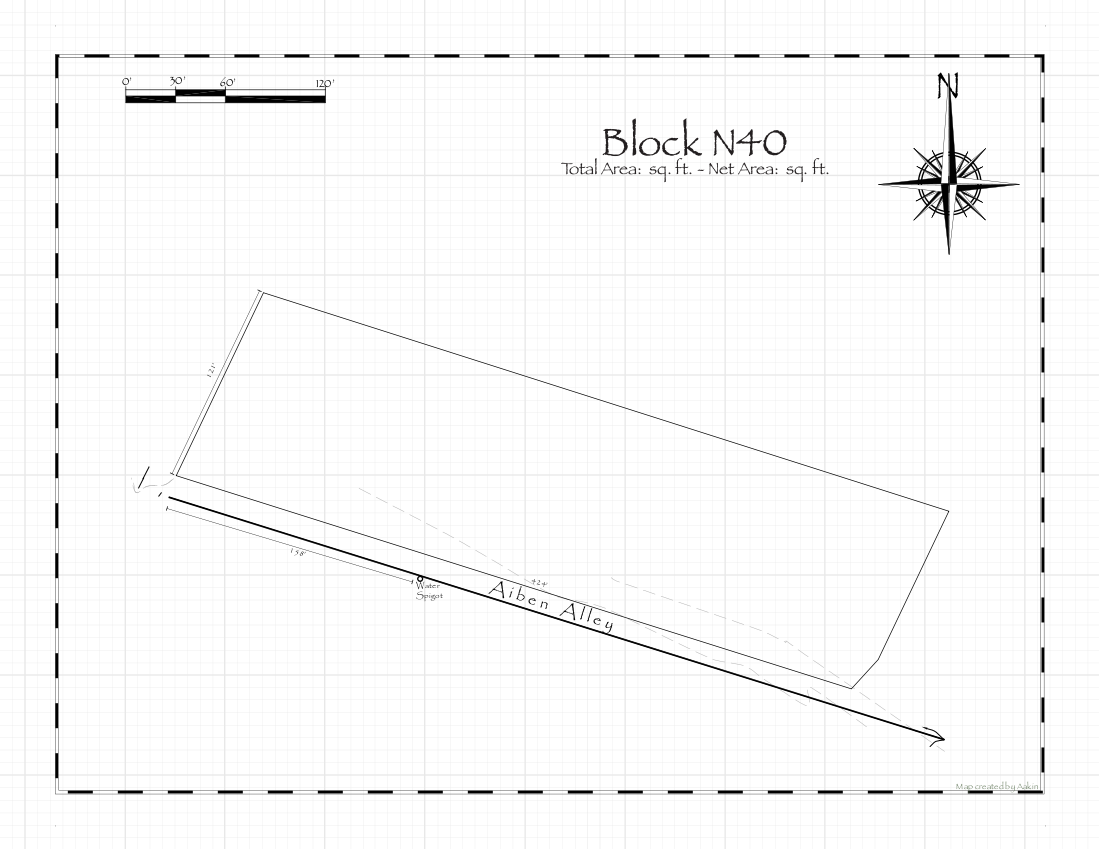 0' 30' 60' 120'
N
Block N40
Total Area: sq. ft. - Net Area: sq. ft.
121'
158'
424'
Water
Spigot
Aiben Alley
Map created by Aakin